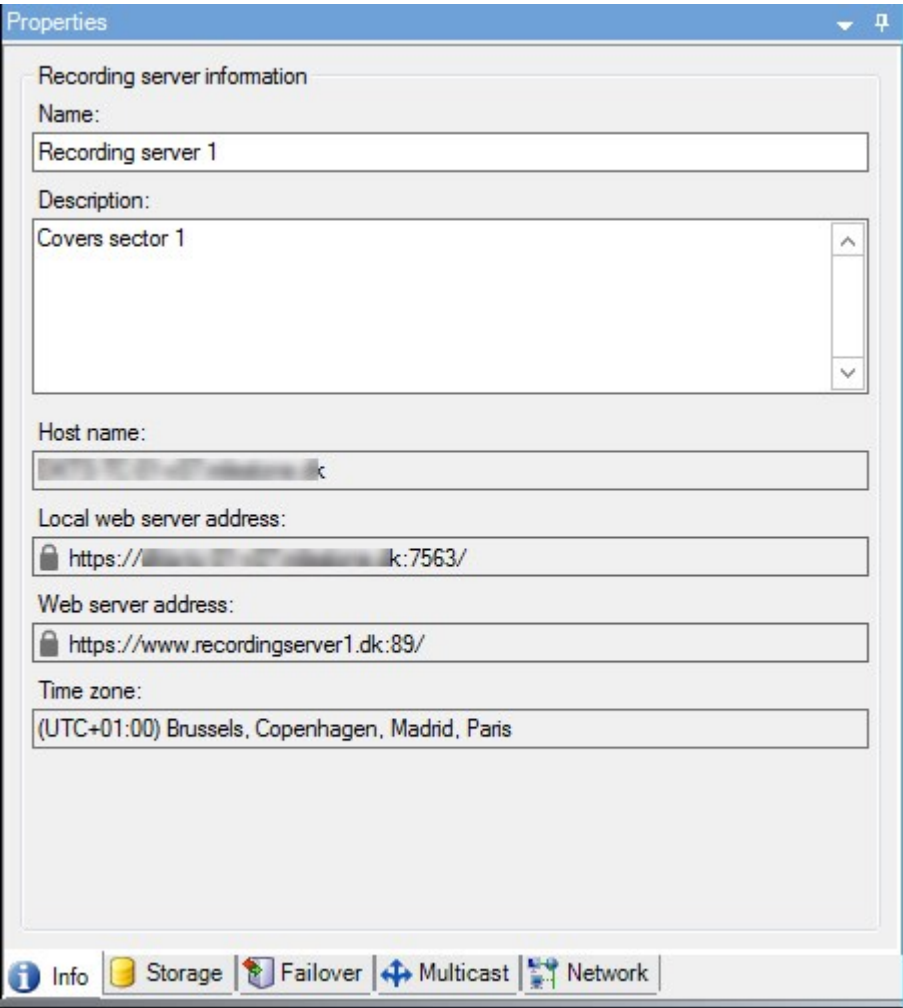 Properties
Recording server information
Name:
Recording server 1
Description:
Covers sector 1
Host name:
k
Local web server address:
https:// k:7563/
Web server address:
https://www.recordingserver1.dk:89/
Time zone:
(UTC+01:00) Brussels, Copenhagen, Madrid, Paris
Info Storage Failover Multicast Network